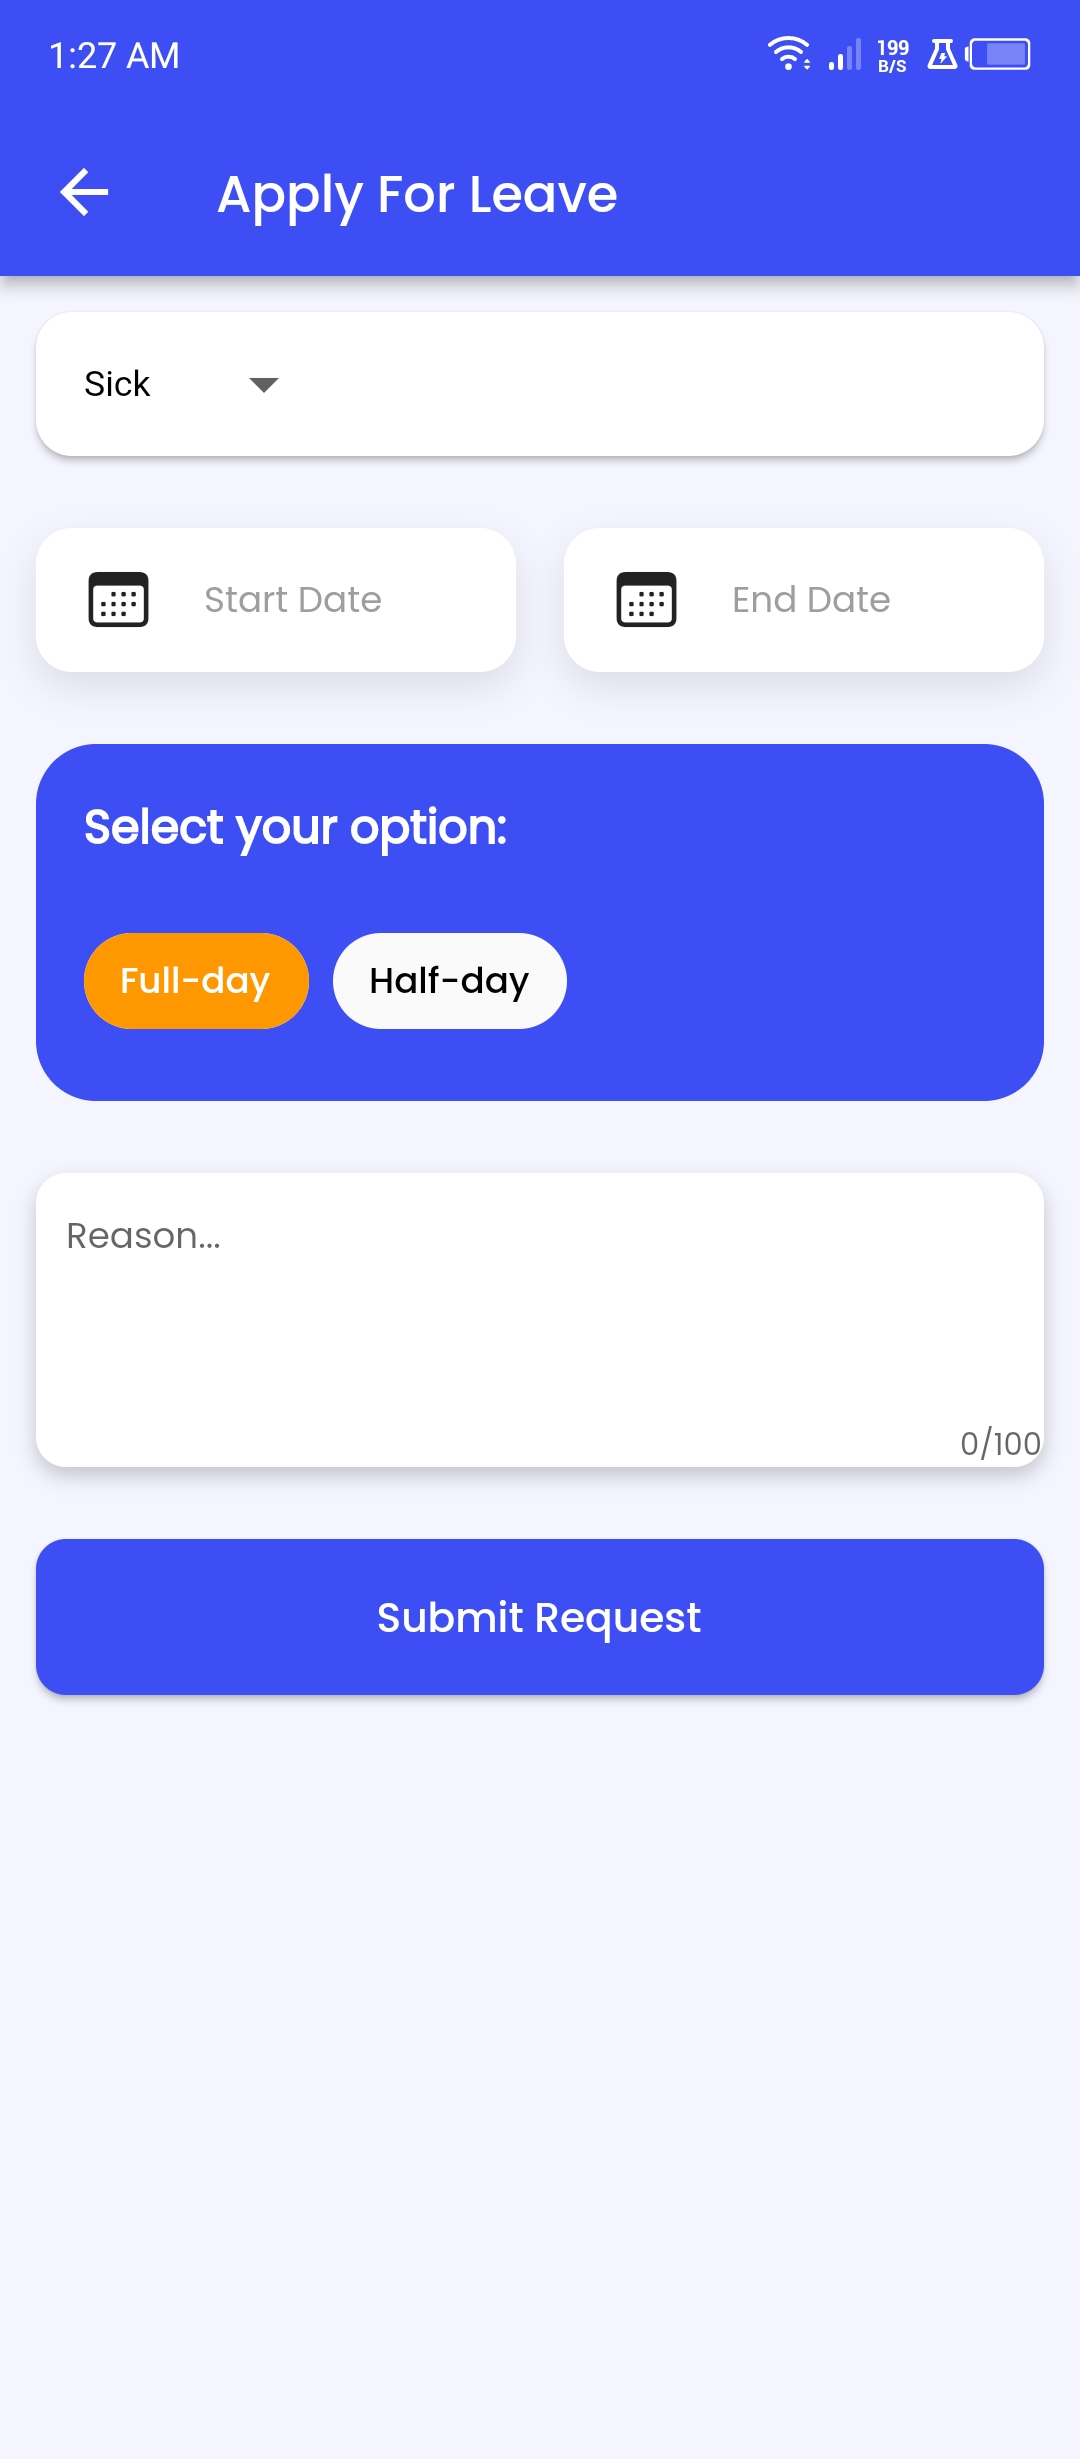 1:27 AM
199
B/S
Apply For Leave
Sick
Start Date
End Date
Select your option:
Full-day
Half-day
Reason...
0/100
Submit Request